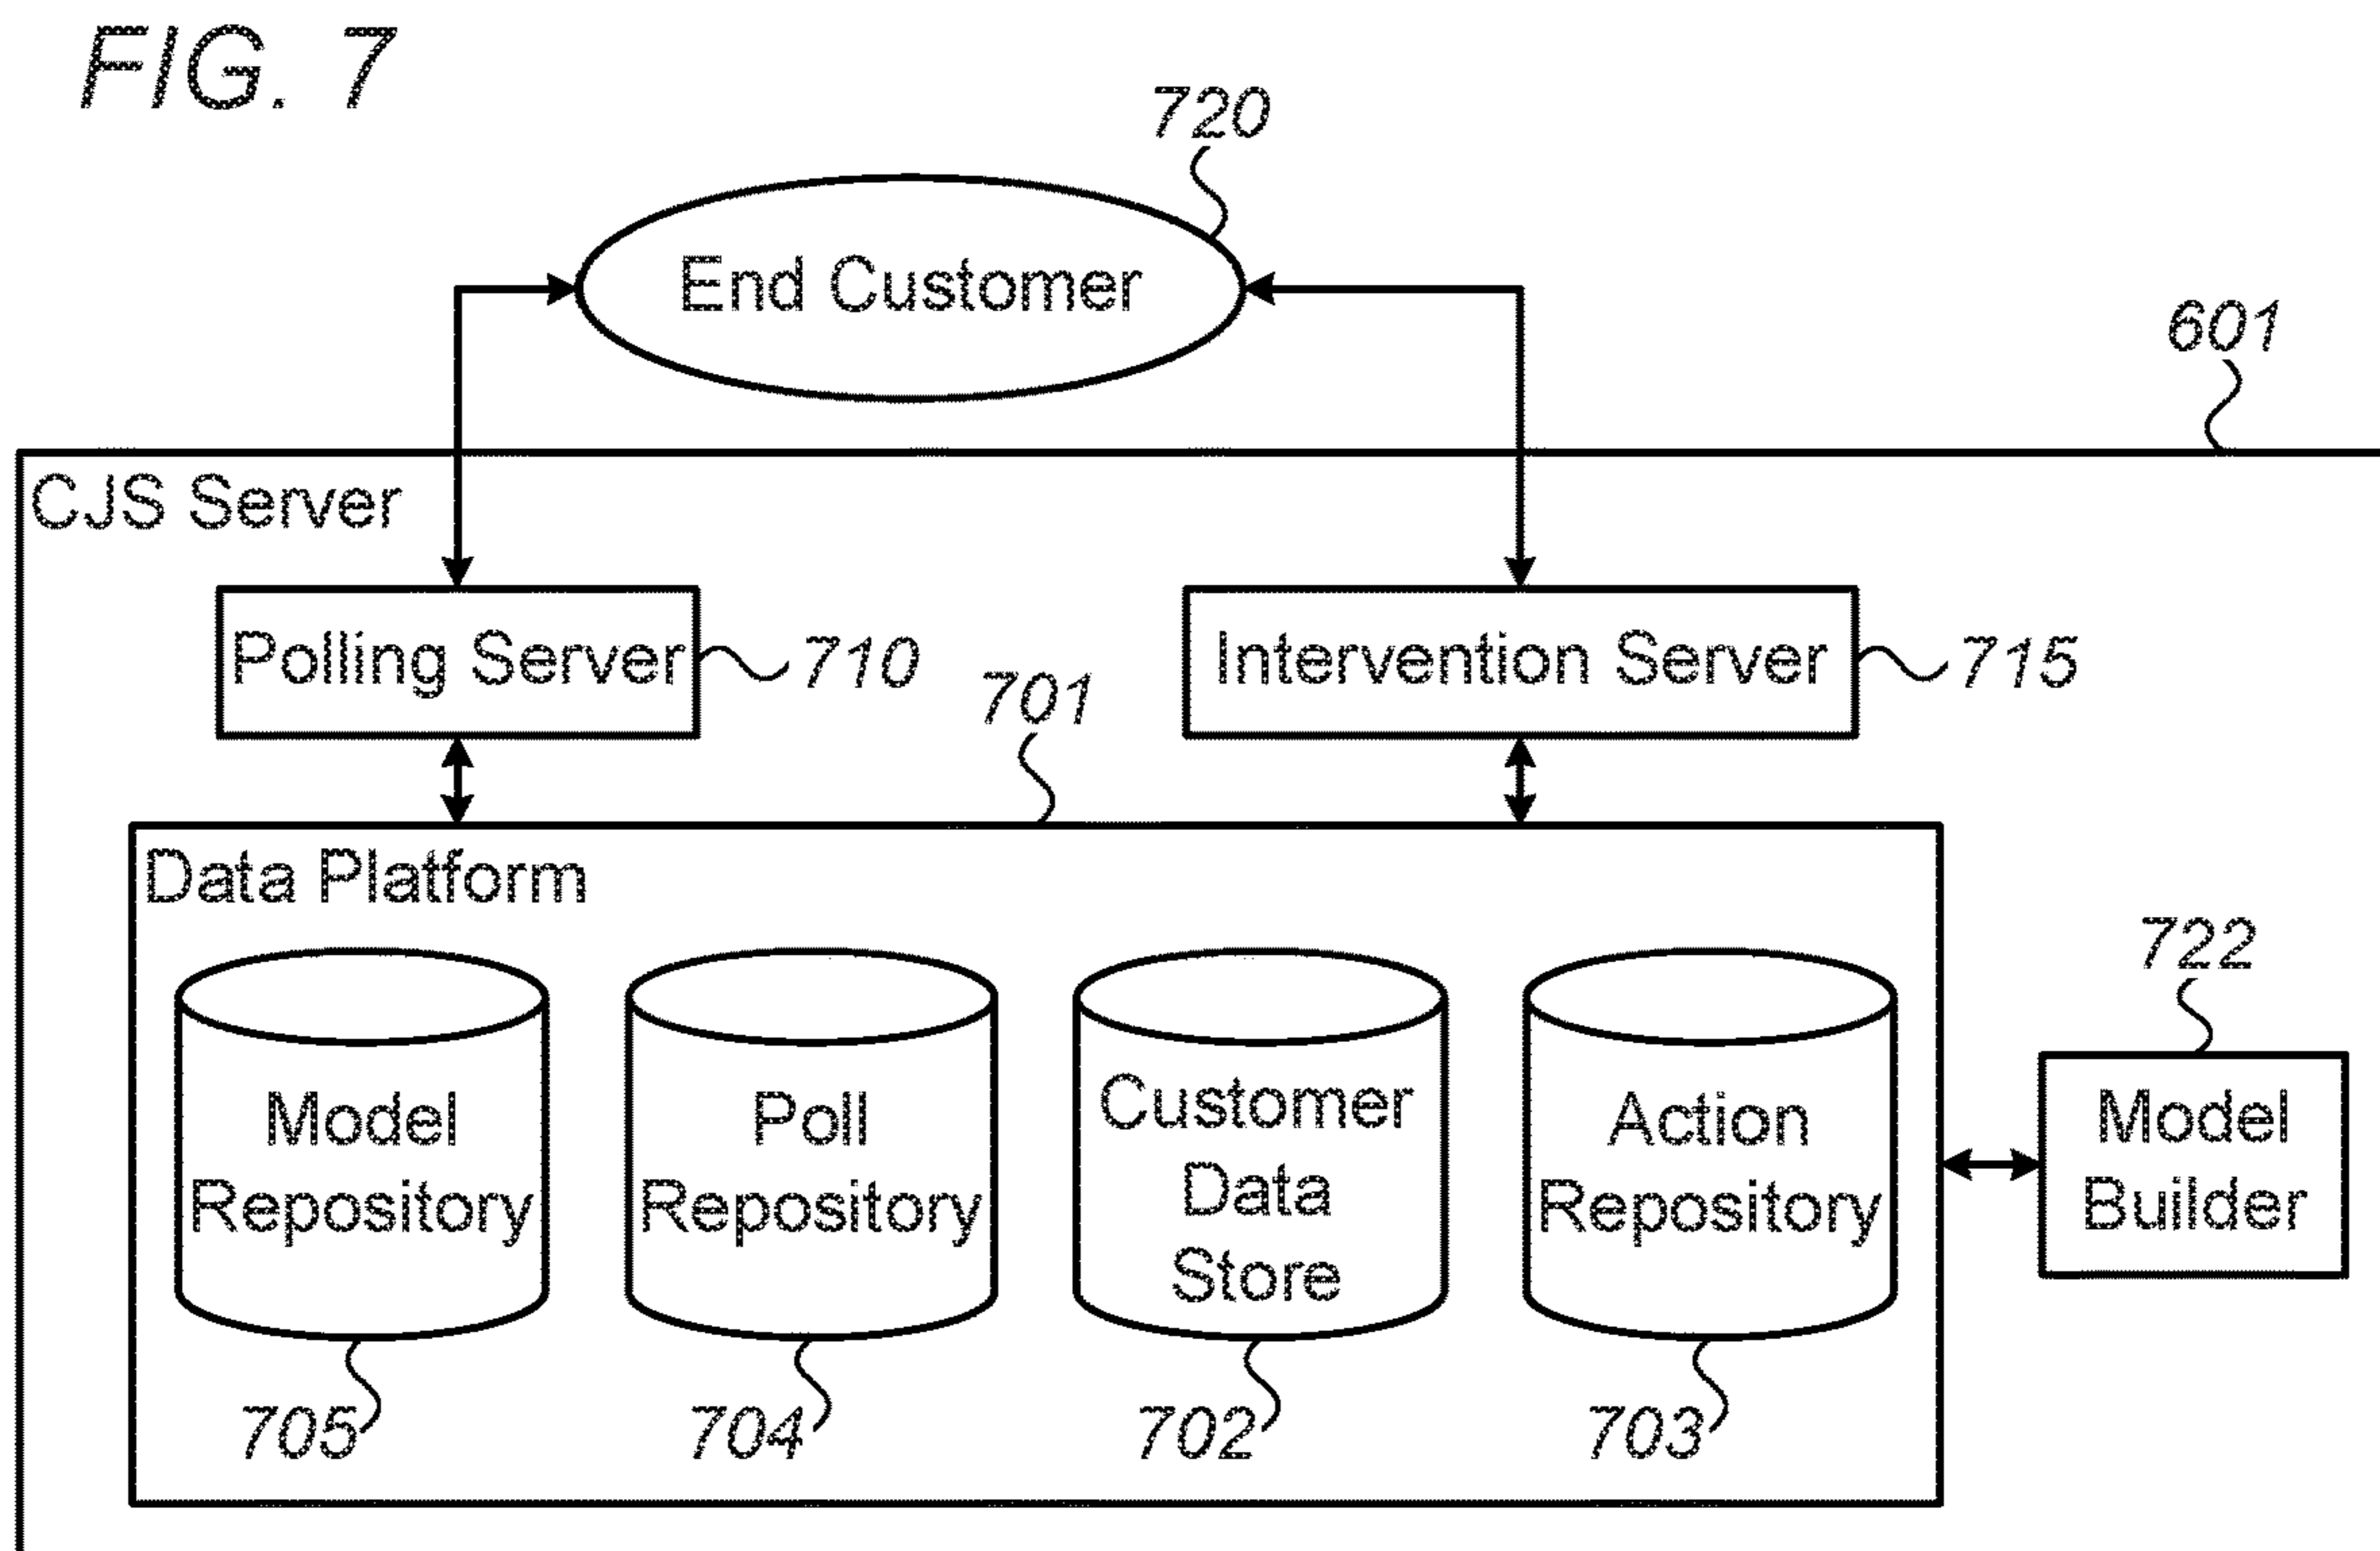 FIG. 7
720
End Customer
601
CJS Server
Polling Server
710
Intervention Server
715
701
Data Platform
722
Model
Repository
Poll
Repository
Customer
Data
Store
Action
Repository
Model
Builder
705
704
702
703